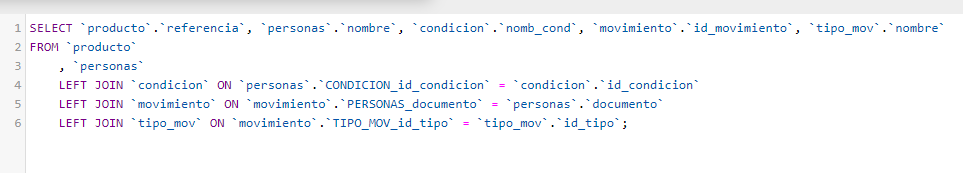 1 SELECT `producto`.`referencia`, `personas`.`nombre`, `condicion`.`nomb_cond`, `movimiento`.`id_movimiento`, `tipo_mov`.`nombre`
2 FROM `producto`
3     , `personas`
4     LEFT JOIN `condicion` ON `personas`.`CONDICION_id_condicion` = `condicion`.`id_condicion`
5     LEFT JOIN `movimiento` ON `movimiento`.`PERSONAS_documento` = `personas`.`documento`
6     LEFT JOIN `tipo_mov` ON `movimiento`.`TIPO_MOV_id_tipo` = `tipo_mov`.`id_tipo`;